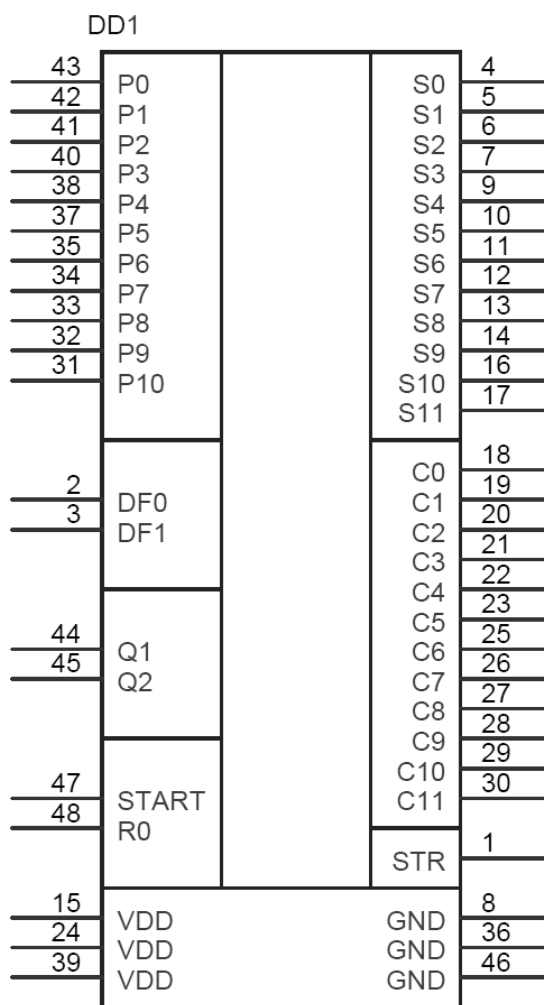 DD1
43 P0 S0 4
42 P1 S1 5
41 P2 S2 6
40 P3 S3 7
38 P4 S4 9
37 P5 S5 10
35 P6 S6 11
34 P7 S7 12
33 P8 S8 13
32 P9 S9 14
31 P10 S10 16
S11 17
C0 18
2 DF0 C1 19
3 DF1 C2 20
C3 21
C4 22
C5 23
44 Q1 C6 25
45 Q2 C7 26
C8 27
C9 28
C10 29
47 START C11 30
48 R0
STR 1
15 VDD GND 8
24 VDD GND 36
39 VDD GND 46